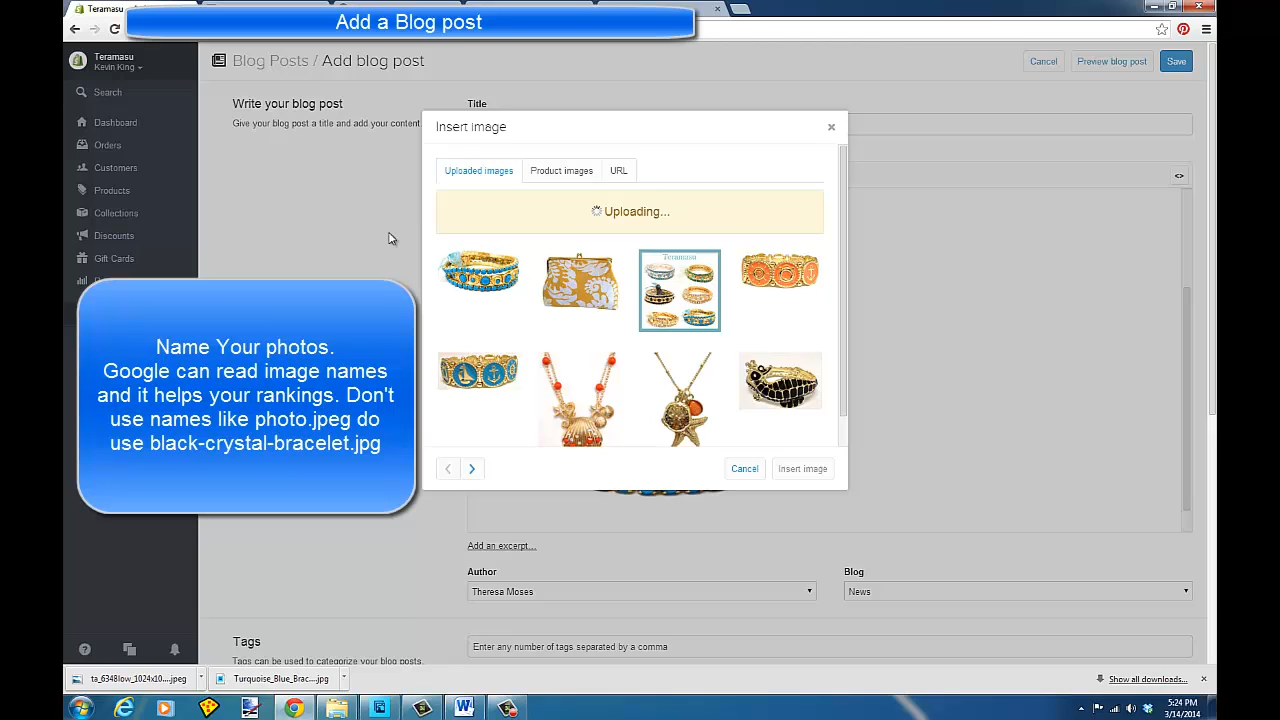 Teramasu
Add a Blog post
Teramasu
Kevin King
Blog Posts / Add blog post
Cancel
Preview blog post
Save
Search
Dashboard
Orders
Customers
Products
Collections
Discounts
Gift Cards
Write your blog post
Give your blog post a title and add your content.
Title
<>
Insert image
×
Uploaded images
Product images
URL
Uploading...
Teramasu
Cancel
Insert image
Name Your photos.
Google can read image names
and it helps your rankings. Don't
use names like photo.jpeg do
use black-crystal-bracelet.jpg
Add an excerpt...
Author
Blog
Theresa Moses
News
Tags
Enter any number of tags separated by a comma
Tags can be used to categorize your blog posts.
ta_6348low_1024x10....jpeg
Turquoise_Blue_Brac....jpg
Show all downloads...
5:24 PM
3/14/2014